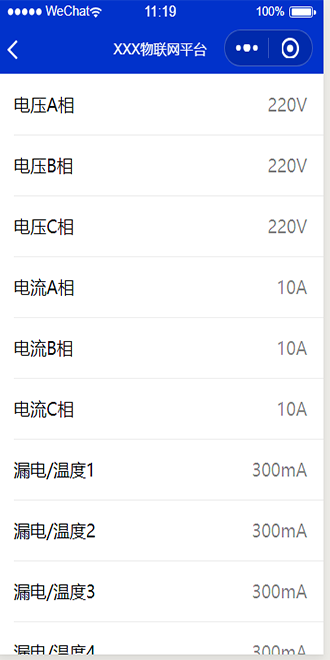 WeChat 11:19 100%
XXX物联网平台
电压A相 220V
电压B相 220V
电压C相 220V
电流A相 10A
电流B相 10A
电流C相 10A
漏电/温度1 300mA
漏电/温度2 300mA
漏电/温度3 300mA
漏电/温度4 300mA